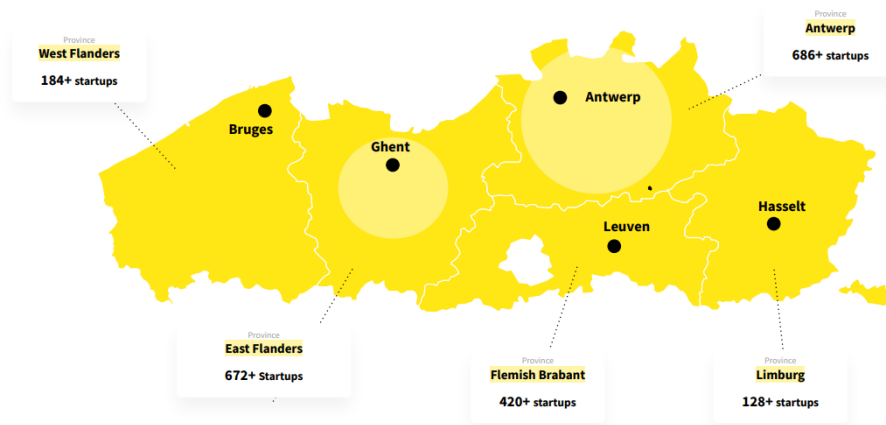 Province
West Flanders
184+ startups
Province
Antwerp
686+ startups
Bruges
Ghent
Antwerp
Leuven
Hasselt
Province
East Flanders
672+ Startups
Province
Flemish Brabant
420+ startups
Province
Limburg
128+ startups